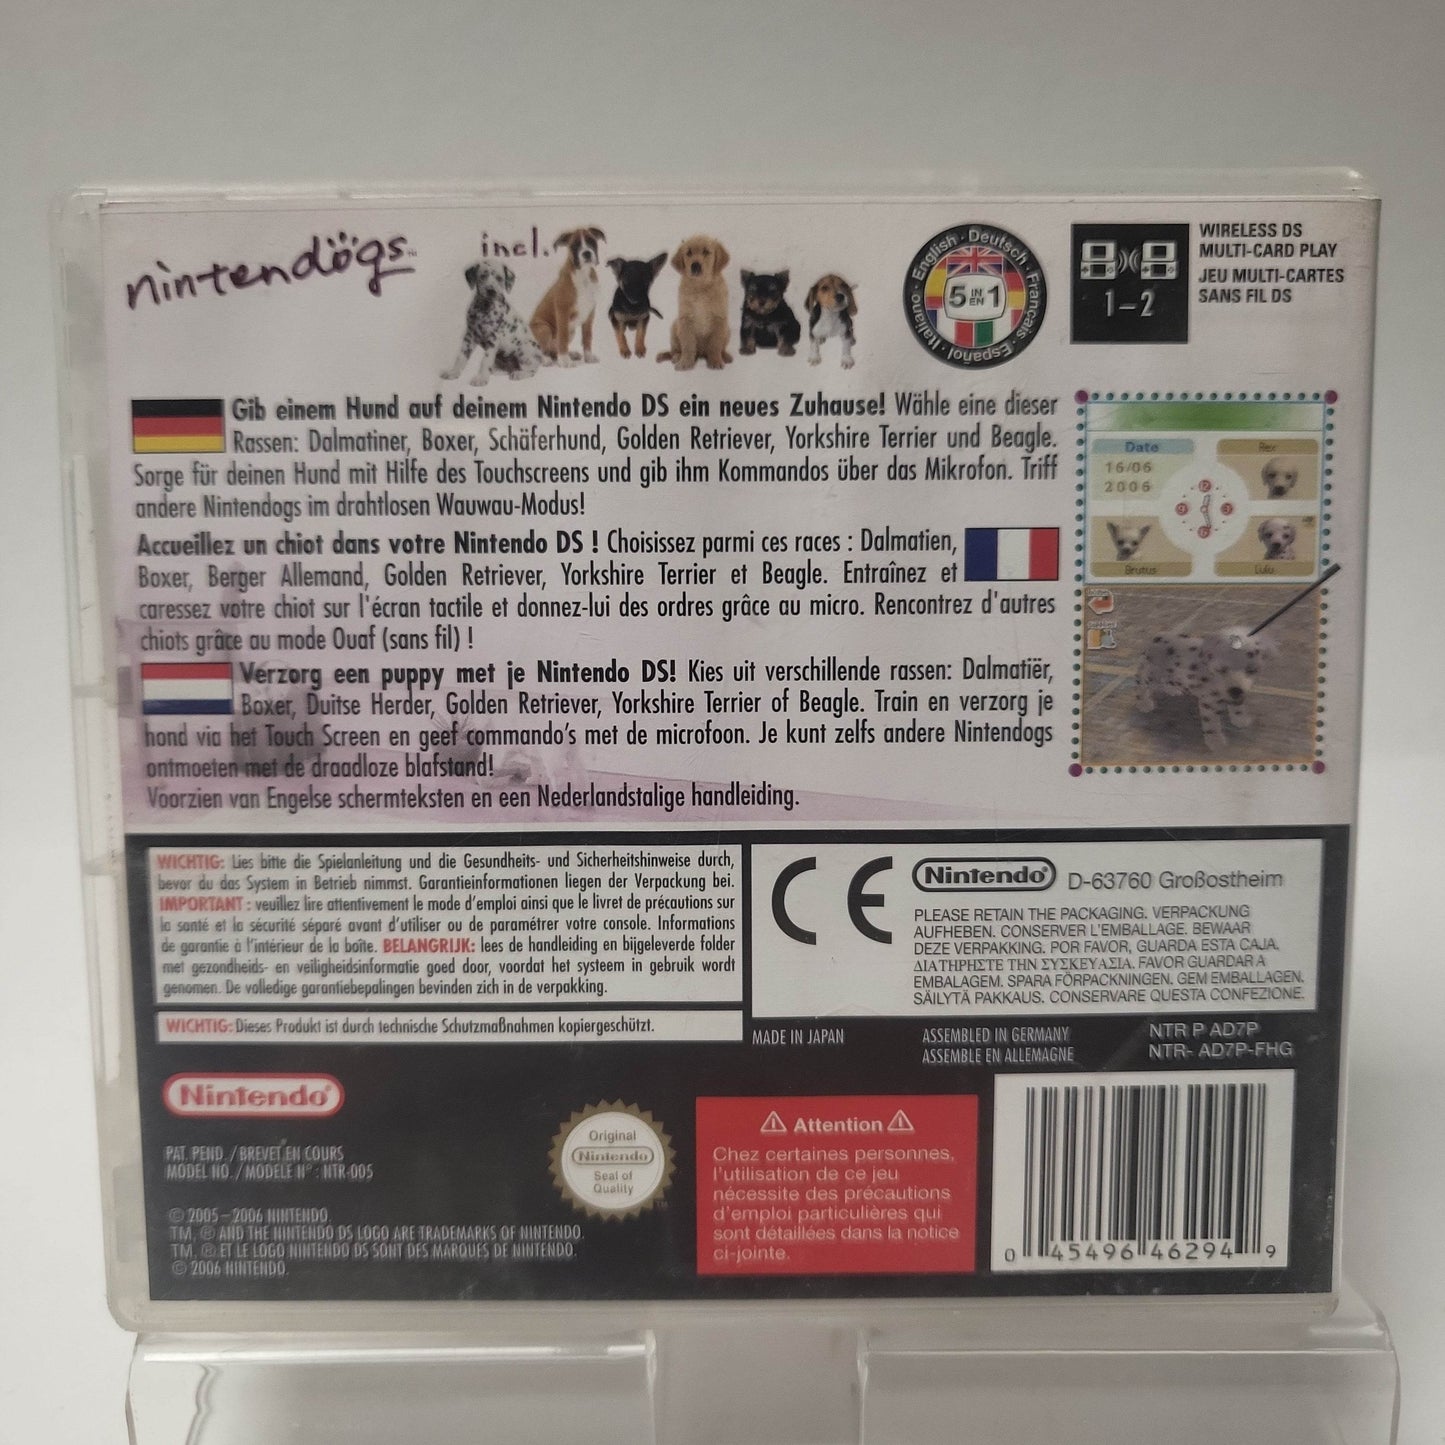 nintendogs™
incl.
English · Deutsch · Français · Español · Italiano
5 IN EN 1
1-2
WIRELESS DS
MULTI-CARD PLAY
JEU MULTI-CARTES
SANS FIL DS
Gib einem Hund auf deinem Nintendo DS ein neues Zuhause! Wähle eine dieser
Rassen: Dalmatiner, Boxer, Schäferhund, Golden Retriever, Yorkshire Terrier und Beagle.
Sorge für deinen Hund mit Hilfe des Touchscreens und gib ihm Kommandos über das Mikrofon. Triff
andere Nintendogs im drahtlosen Wauwau-Modus!
Accueillez un chiot dans votre Nintendo DS ! Choisissez parmi ces races : Dalmatien,
Boxer, Berger Allemand, Golden Retriever, Yorkshire Terrier et Beagle. Entraînez et
caressez votre chiot sur l'écran tactile et donnez-lui des ordres grâce au micro. Rencontrez d'autres
chiots grâce au mode Ouaf (sans fil) !
Verzorg een puppy met je Nintendo DS! Kies uit verschillende rassen: Dalmatiër,
Boxer, Duitse Herder, Golden Retriever, Yorkshire Terrier of Beagle. Train en verzorg je
hond via het Touch Screen en geef commando's met de microfoon. Je kunt zelfs andere Nintendogs
ontmoeten met de draadloze blafstand!
Voorzien van Engelse schermteksten en een Nederlandstalige handleiding.
Date
16/06
2006
Rex
12
9
3
6
Brutus
Lulu
WICHTIG: Lies bitte die Spielanleitung und die Gesundheits- und Sicherheitshinweise durch,
bevor du das System in Betrieb nimmst. Garantieinformationen liegen der Verpackung bei.
IMPORTANT : veuillez lire attentivement le mode d'emploi ainsi que le livret de précautions sur
la santé et la sécurité séparé avant d'utiliser ou de paramétrer votre console. Informations
de garantie à l'intérieur de la boîte. BELANGRIJK: lees de handleiding en bijgeleverde folder
met gezondheids- en veiligheidsinformatie goed door, voordat het systeem in gebruik wordt
genomen. De volledige garantiebepalingen bevinden zich in de verpakking.
WICHTIG: Dieses Produkt ist durch technische Schutzmaßnahmen kopiergeschützt.
CE
Nintendo® D-63760 Großostheim
PLEASE RETAIN THE PACKAGING. VERPACKUNG
AUFHEBEN. CONSERVER L'EMBALLAGE. BEWAAR
DEZE VERPAKKING. POR FAVOR, GUARDA ESTA CAJA.
ΔΙΑΤΗΡΗΣΤΕ ΤΗΝ ΣΥΣΚΕΥΑΣΙΑ. FAVOR GUARDAR A
EMBALAGEM. SPARA FÖRPACKNINGEN. GEM EMBALLAGEN.
SÄILYTÄ PAKKAUS. CONSERVARE QUESTA CONFEZIONE.
MADE IN JAPAN
ASSEMBLED IN GERMANY
ASSEMBLE EN ALLEMAGNE
NTR P AD7P
NTR- AD7P-FHG
Nintendo®
PAT. PEND. / BREVET EN COURS
MODEL NO. / MODÈLE N° : NTR-005
© 2005 – 2006 NINTENDO.
TM, ® AND THE NINTENDO DS LOGO ARE TRADEMARKS OF NINTENDO.
TM, ® ET LE LOGO NINTENDO DS SONT DES MARQUES DE NINTENDO.
© 2006 NINTENDO.
Original
Nintendo
Seal of
Quality
TM
⚠ Attention ⚠
Chez certaines personnes,
l'utilisation de ce jeu
nécessite des précautions
d'emploi particulières qui
sont détaillées dans la notice
ci-jointe.
0 45496 46294 9